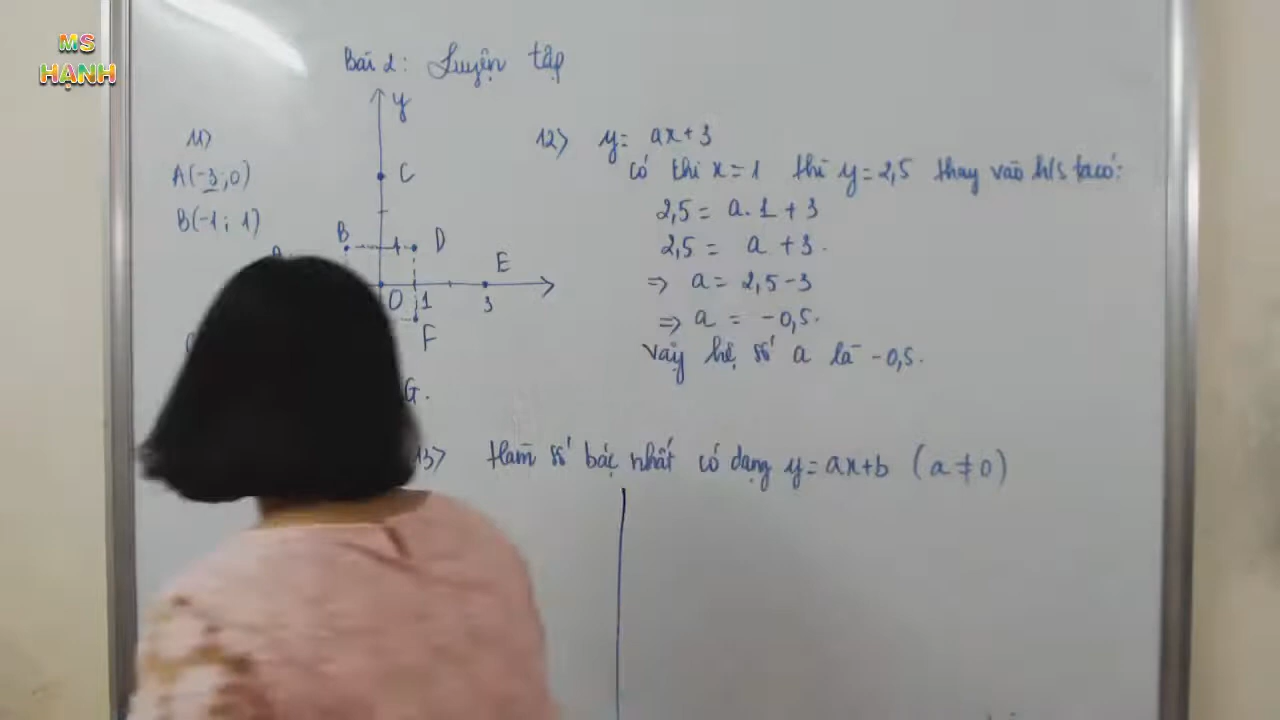 MS
HẠNH
Bài 2: Luyện tập
11>
A(-3;0)
B(-1; 1)
y
C
B
1
D
E
O
1
3
F
G.
12> y= ax+3
có khi x=1 thì y=2,5 thay vào h/s ta có:
2,5 = a.1 + 3
2,5 = a + 3.
=> a = 2,5-3
=> a = -0,5.
Vậy hệ số a là -0,5.
13> Hàm số bậc nhất có dạng y= ax+b (a ≠ 0)